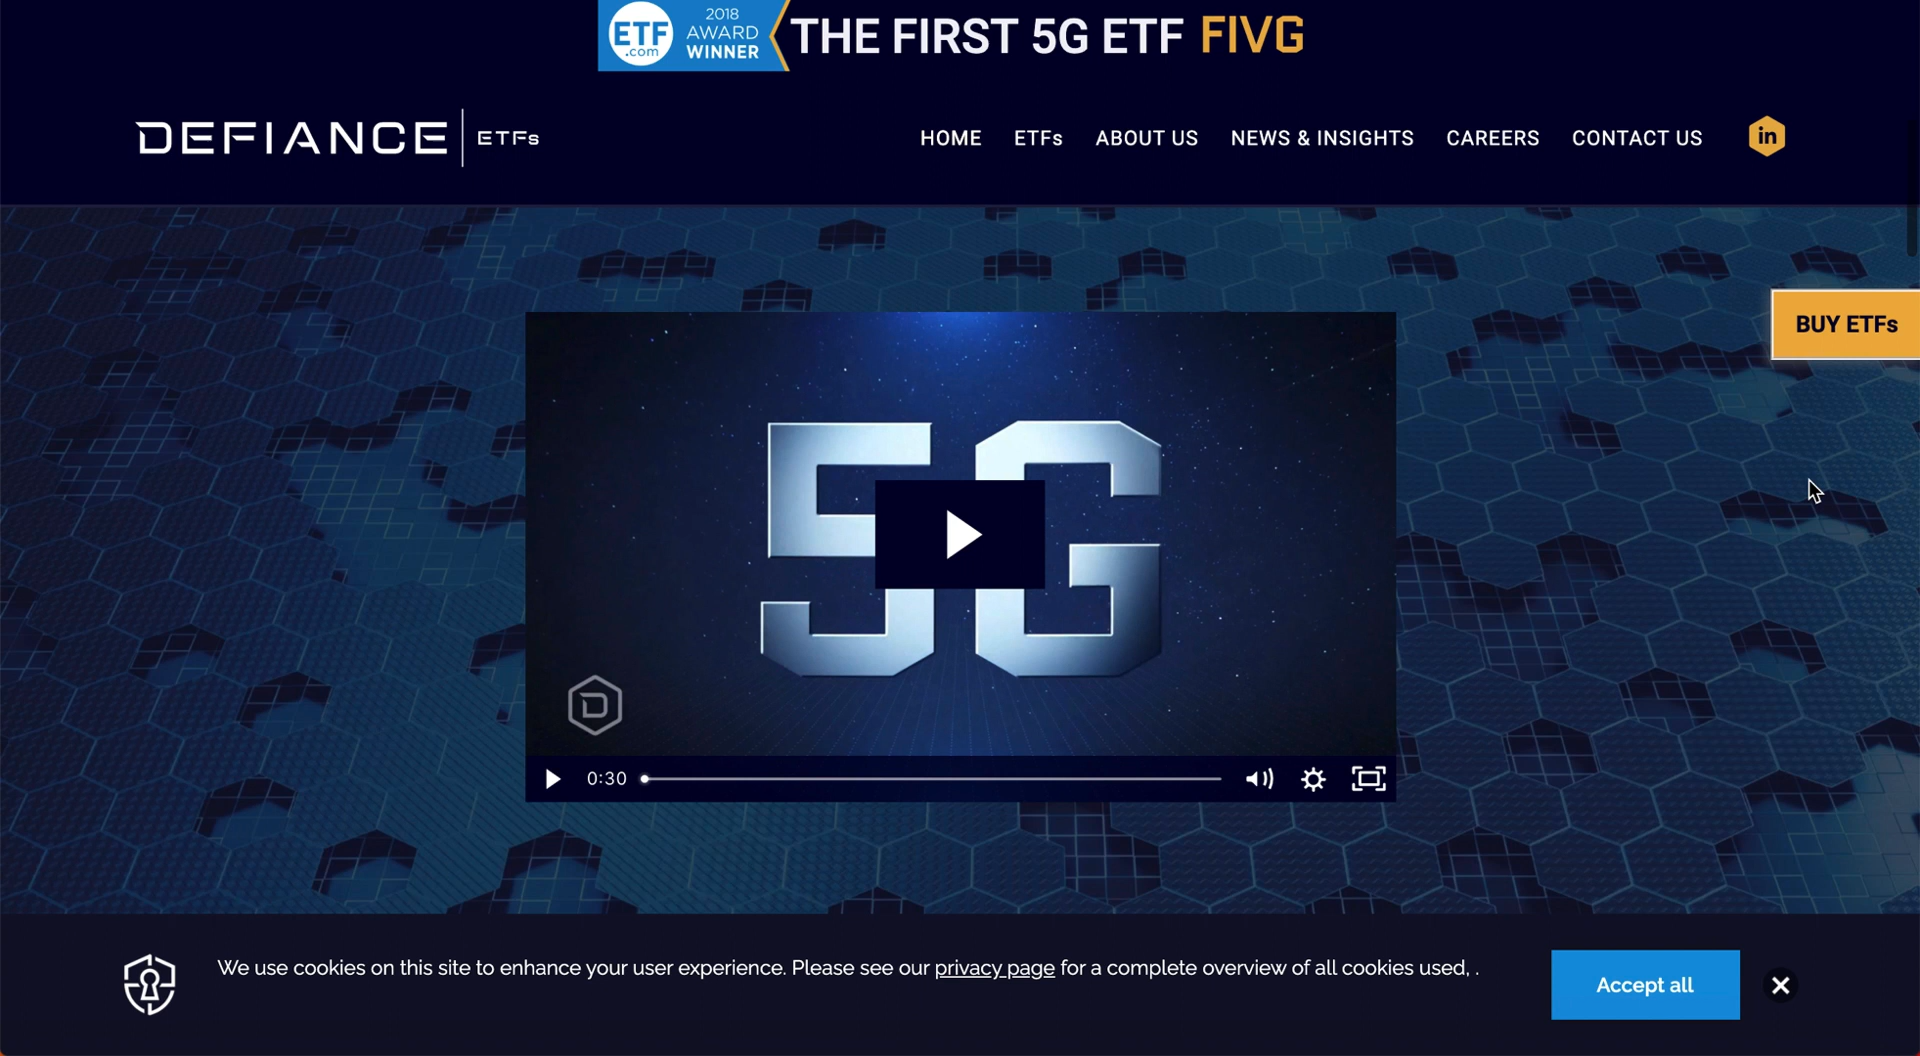 ETF
.com
2018
AWARD
WINNER
THE FIRST 5G ETF FIVG
DEFIANCE ETFs
HOME ETFs ABOUT US NEWS & INSIGHTS CAREERS CONTACT US in
BUY ETFs
5G
D
0:30
We use cookies on this site to enhance your user experience. Please see our privacy page for a complete overview of all cookies used, .
Accept all